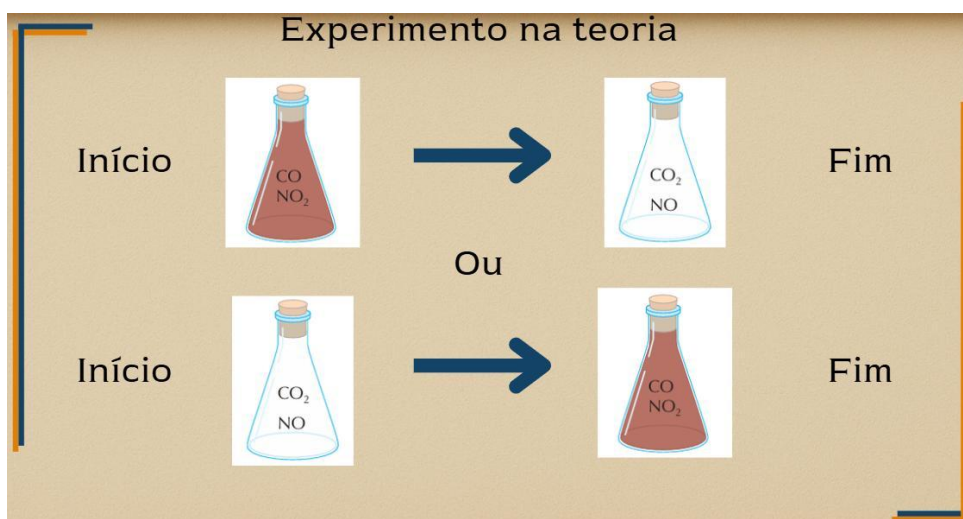 Experimento na teoria
Início
CO
NO₂
CO₂
NO
Fim
Ou
Início
CO₂
NO
CO
NO₂
Fim